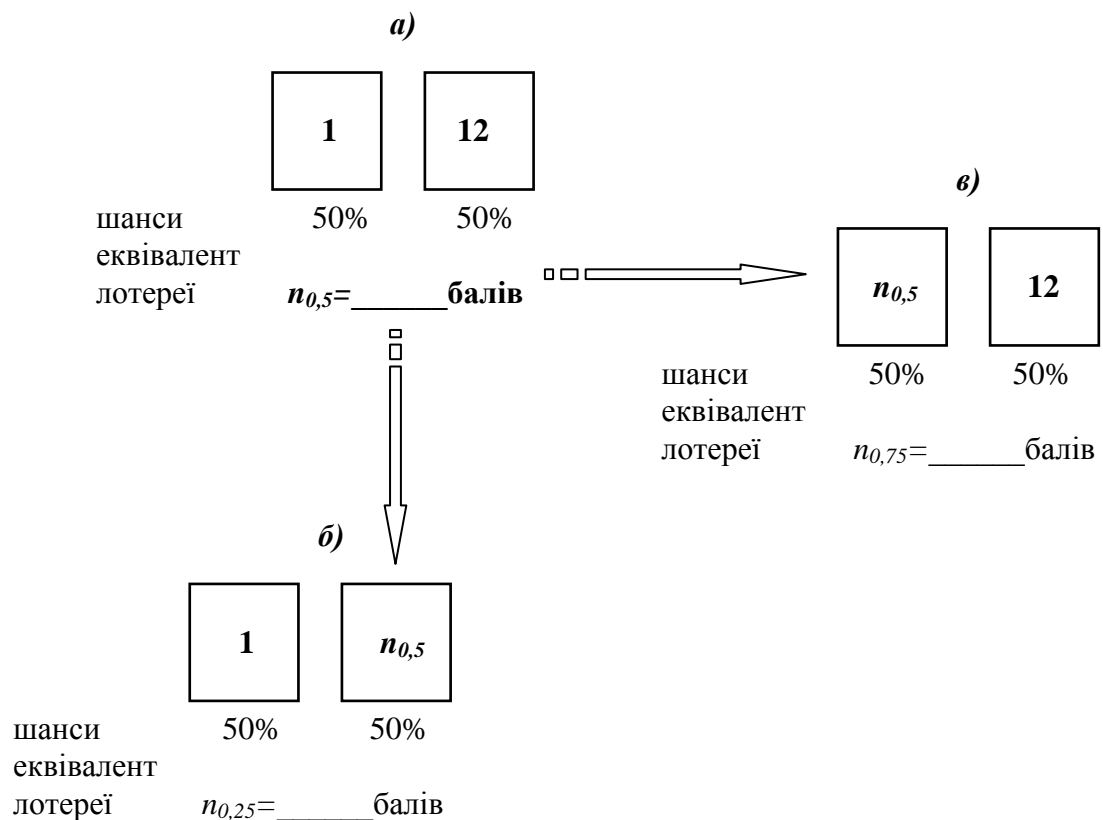 а)
1 12
шанси 50% 50%
еквівалент
лотереї n0,5=______балів
в)
n0,5 12
шанси 50% 50%
еквівалент
лотереї n0,75=______балів
б)
1 n0,5
шанси 50% 50%
еквівалент
лотереї n0,25=______балів